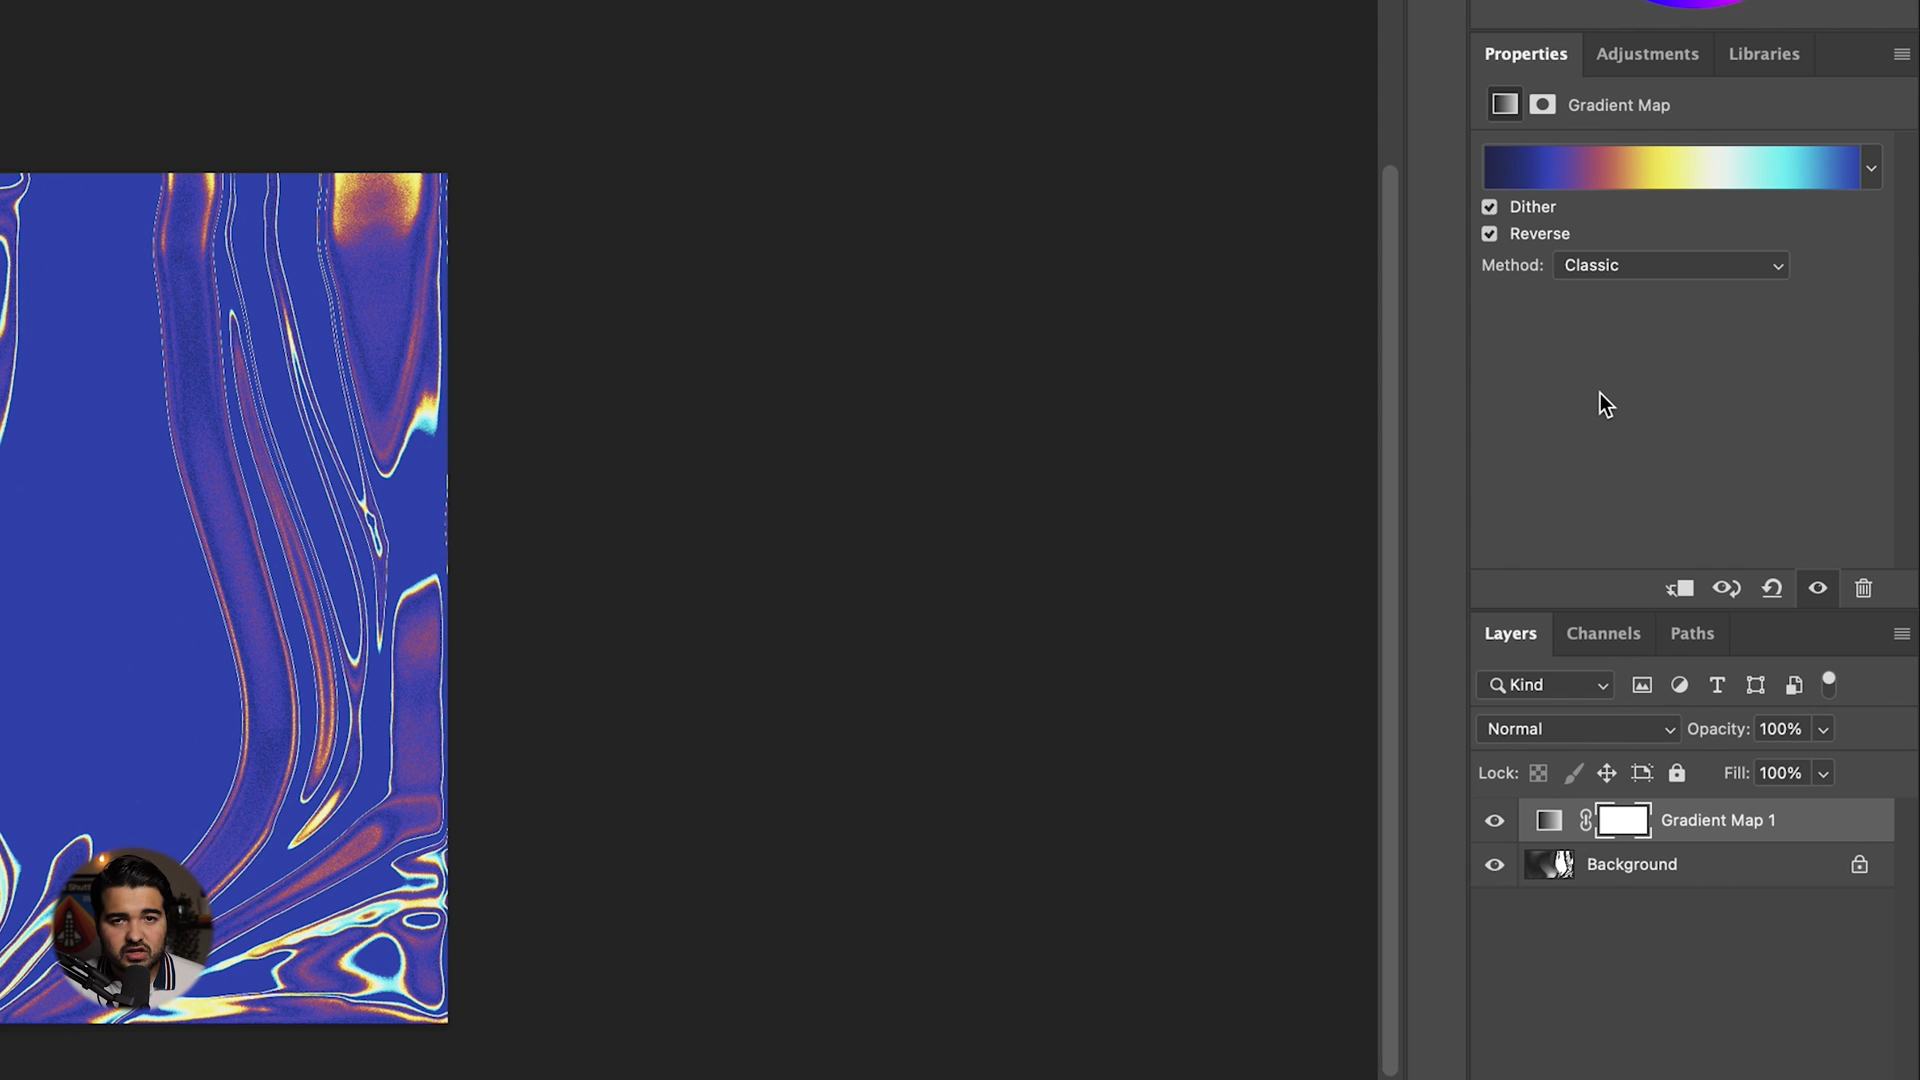 Properties
Adjustments
Libraries
Gradient Map
Dither
Reverse
Method:
Classic
Layers
Channels
Paths
Kind
Normal
Opacity:
100%
Lock:
Fill:
100%
Gradient Map 1
Background